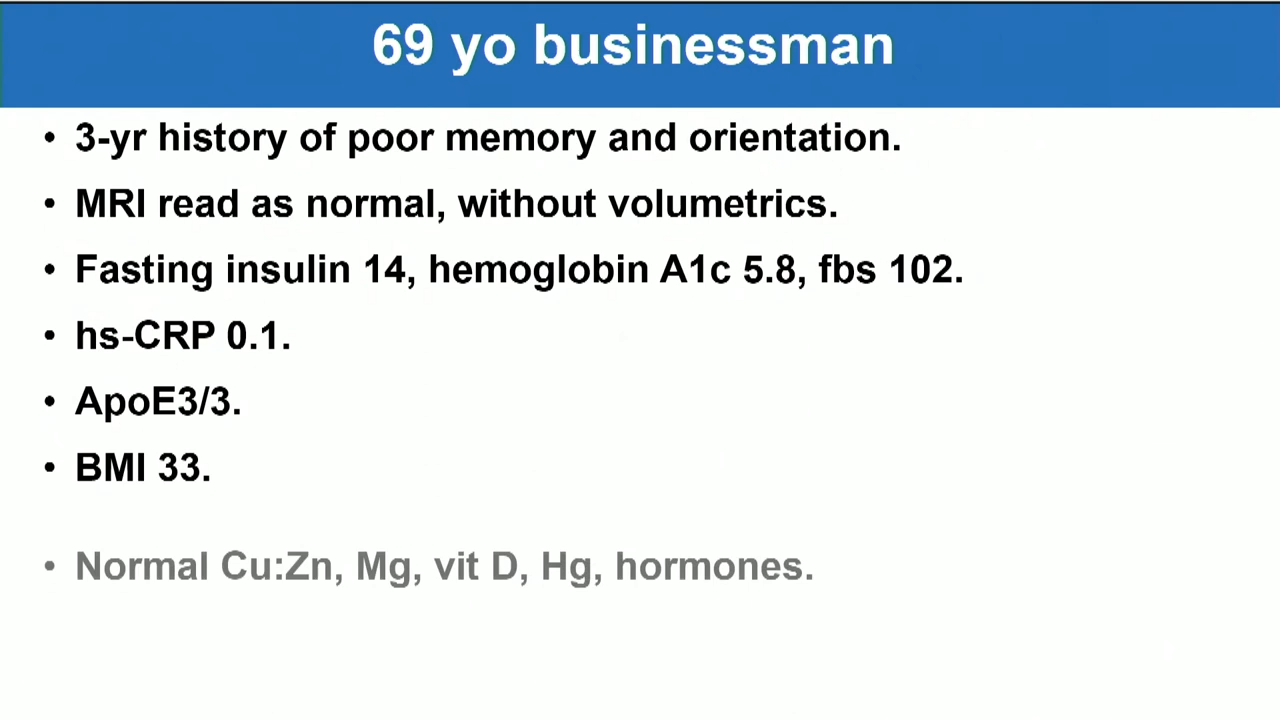 69 yo businessman
• 3-yr history of poor memory and orientation.
• MRI read as normal, without volumetrics.
• Fasting insulin 14, hemoglobin A1c 5.8, fbs 102.
• hs-CRP 0.1.
• ApoE3/3.
• BMI 33.
• Normal Cu:Zn, Mg, vit D, Hg, hormones.